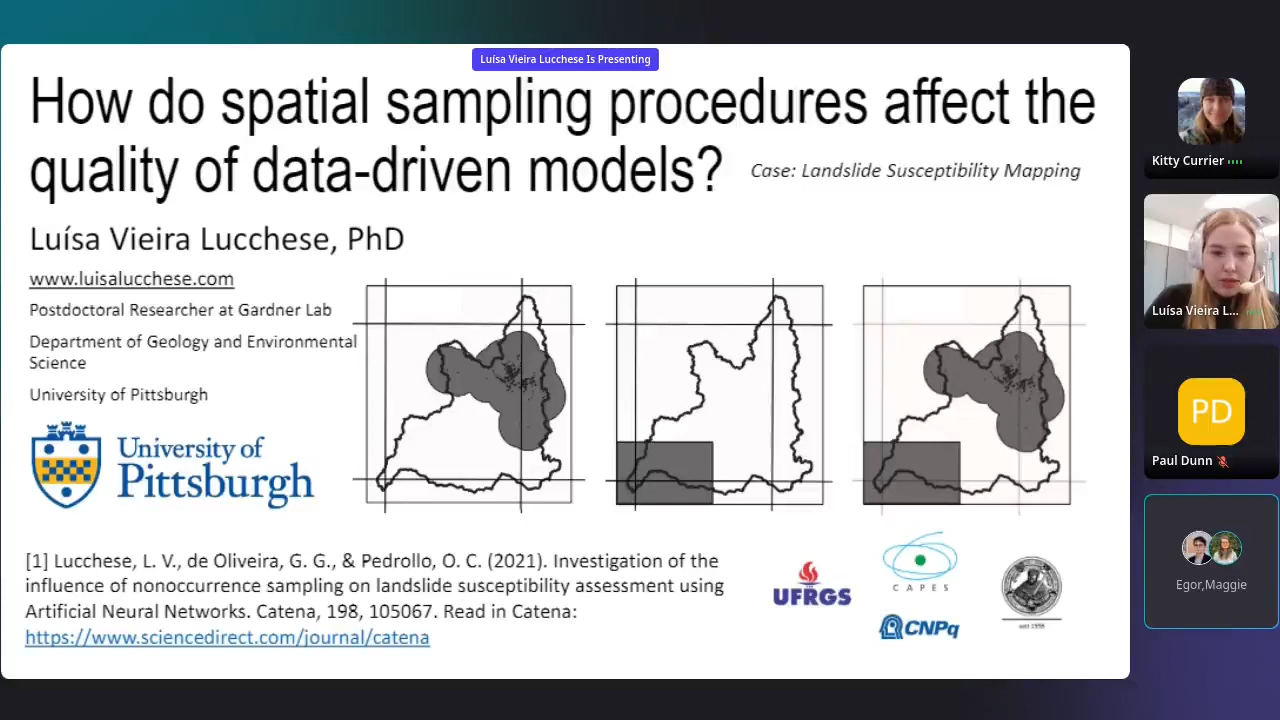 Luísa Vieira Lucchese Is Presenting
How do spatial sampling procedures affect the
quality of data-driven models?
Case: Landslide Susceptibility Mapping
Luísa Vieira Lucchese, PhD
www.luisalucchese.com
Postdoctoral Researcher at Gardner Lab
Department of Geology and Environmental
Science
University of Pittsburgh
University of
Pittsburgh
[1] Lucchese, L. V., de Oliveira, G. G., & Pedrollo, O. C. (2021). Investigation of the
influence of nonoccurrence sampling on landslide susceptibility assessment using
Artificial Neural Networks. Catena, 198, 105067. Read in Catena:
https://www.sciencedirect.com/journal/catena
UFRGS
CAPES
CNPq
Kitty Currier
Luísa Vieira L...
PD
Paul Dunn
Egor,Maggie